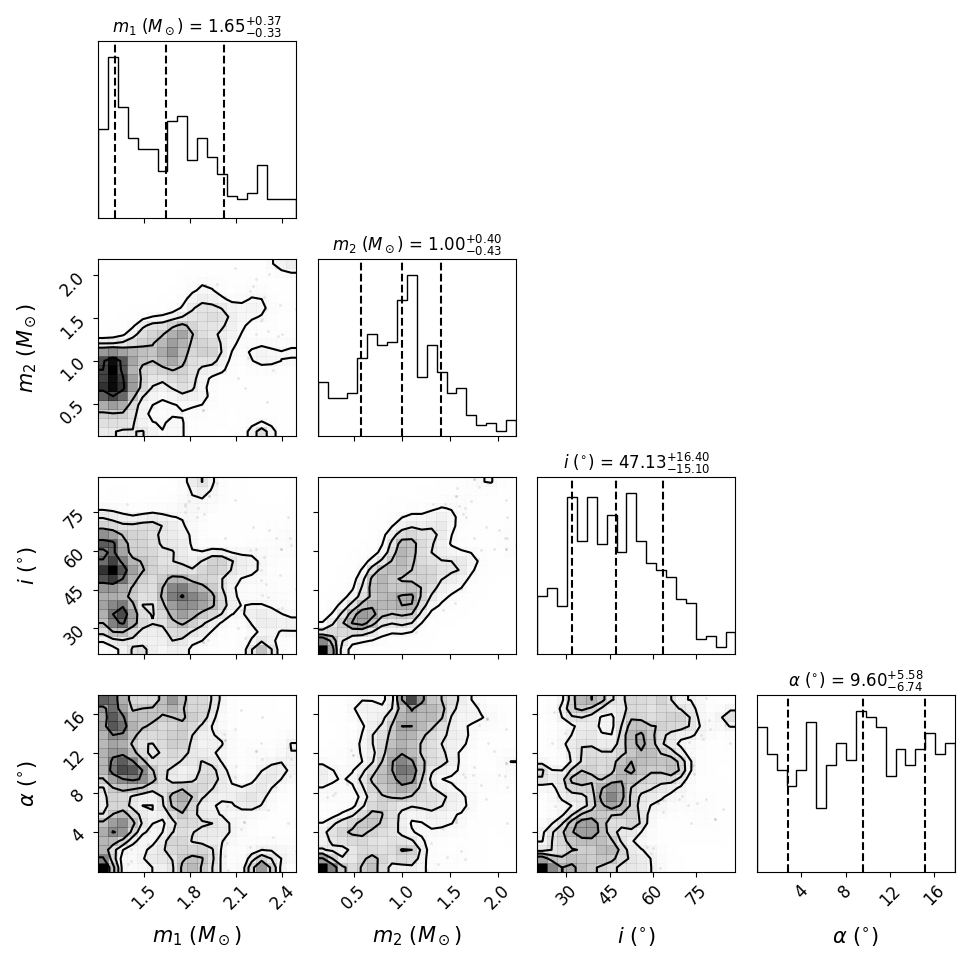 m₁ (M⊙) = 1.65+0.37−0.33
m₂ (M⊙) = 1.00+0.40−0.43
m₂ (M⊙)
2.0
1.5
1.0
0.5
i (°) = 47.13+16.40−15.10
i (°)
75
60
45
30
α (°) = 9.60+5.58−6.74
α (°)
16
12
8
4
1.5 1.8 2.1 2.4 0.5 1.0 1.5 2.0 30 45 60 75 4 8 12 16
m₁ (M⊙) m₂ (M⊙) i (°) α (°)